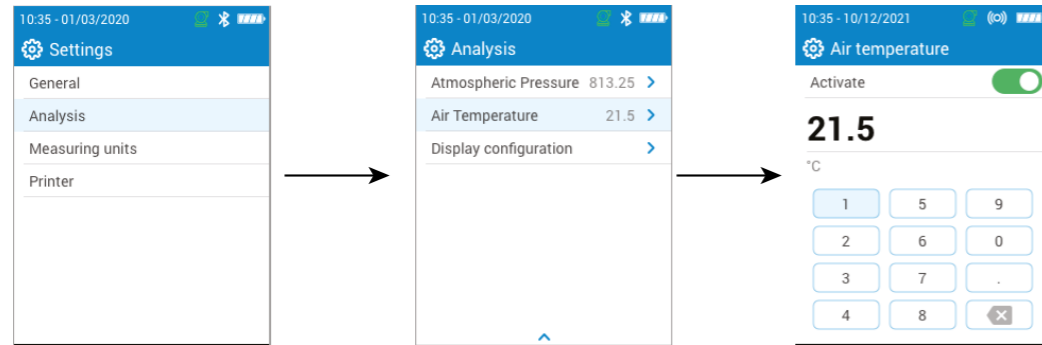 10:35 - 01/03/2020
Settings
General
Analysis
Measuring units
Printer
10:35 - 01/03/2020
Analysis
Atmospheric Pressure 813.25
Air Temperature 21.5
Display configuration
10:35 - 10/12/2021
Air temperature
Activate
21.5
°C
1 5 9
2 6 0
3 7 .
4 8